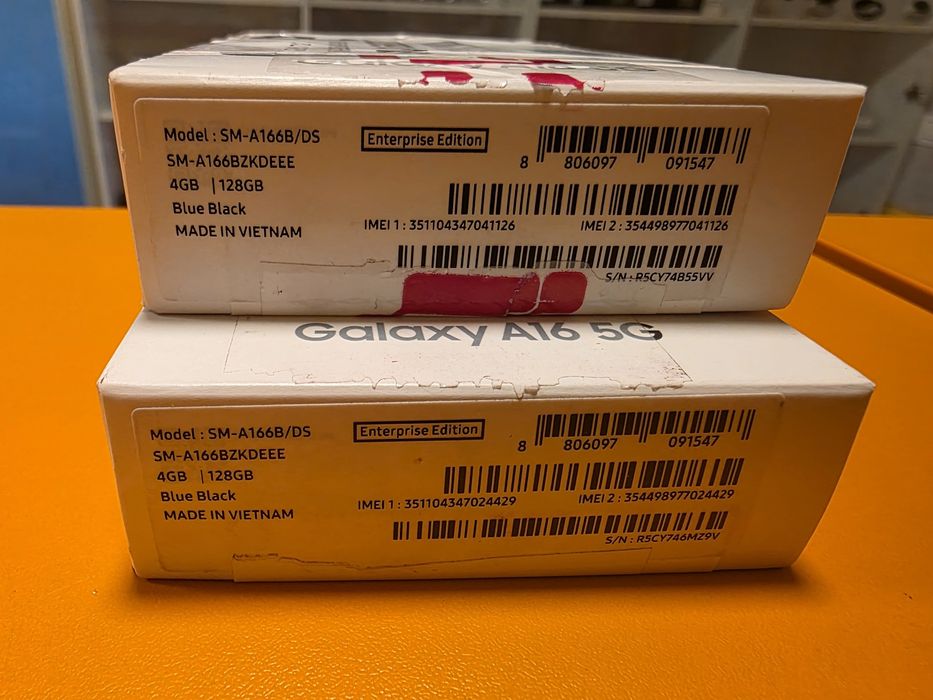 Model : SM-A166B/DS
SM-A166BZKDEEE
4GB | 128GB
Blue Black
MADE IN VIETNAM
Enterprise Edition
8 806097 091547
IMEI 1 : 351104347041126
IMEI 2 : 354498977041126
S/N : R5CY74B55VV
Galaxy A16 5G
Model : SM-A166B/DS
SM-A166BZKDEEE
4GB | 128GB
Blue Black
MADE IN VIETNAM
Enterprise Edition
8 806097 091547
IMEI 1 : 351104347024429
IMEI 2 : 354498977024429
S/N : R5CY746MZ9V